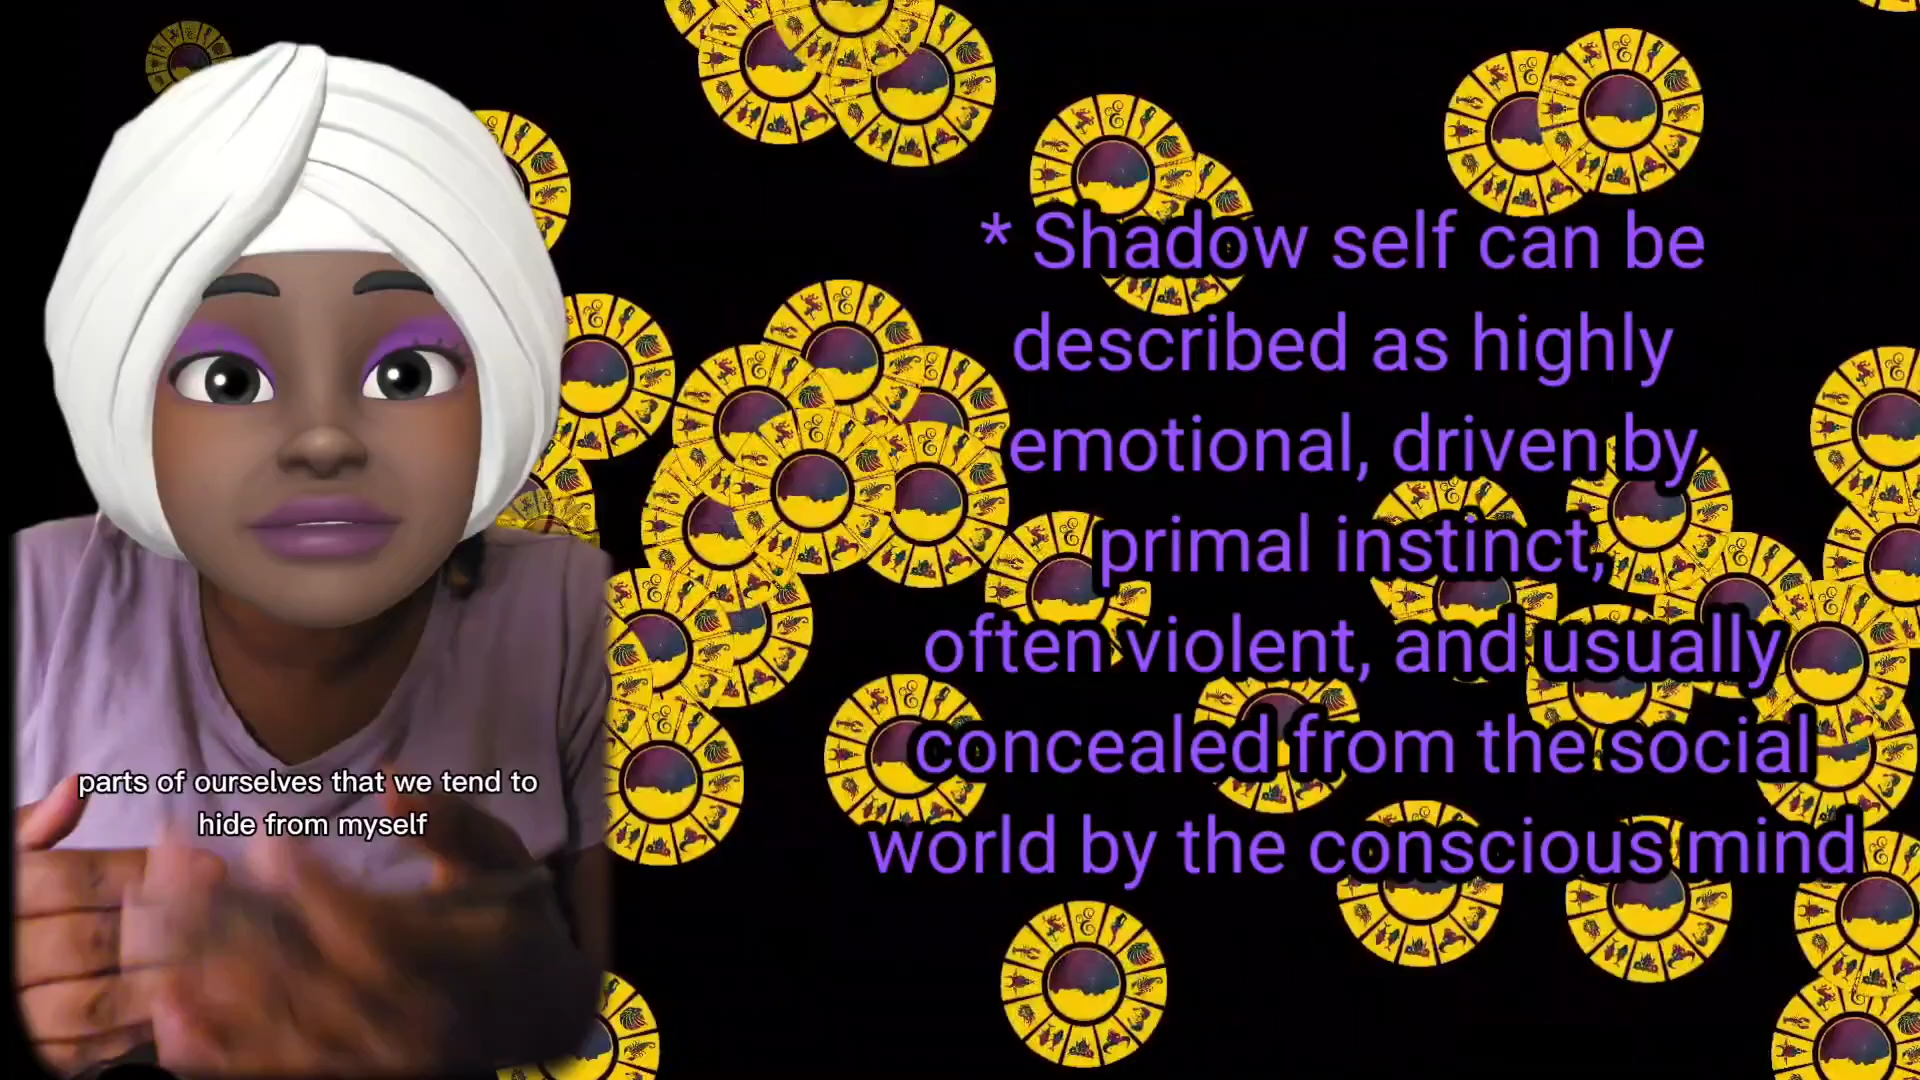 * Shadow self can be
described as highly
emotional, driven by
primal instinct,
often violent, and usually
concealed from the social
world by the conscious mind
parts of ourselves that we tend to
hide from myself